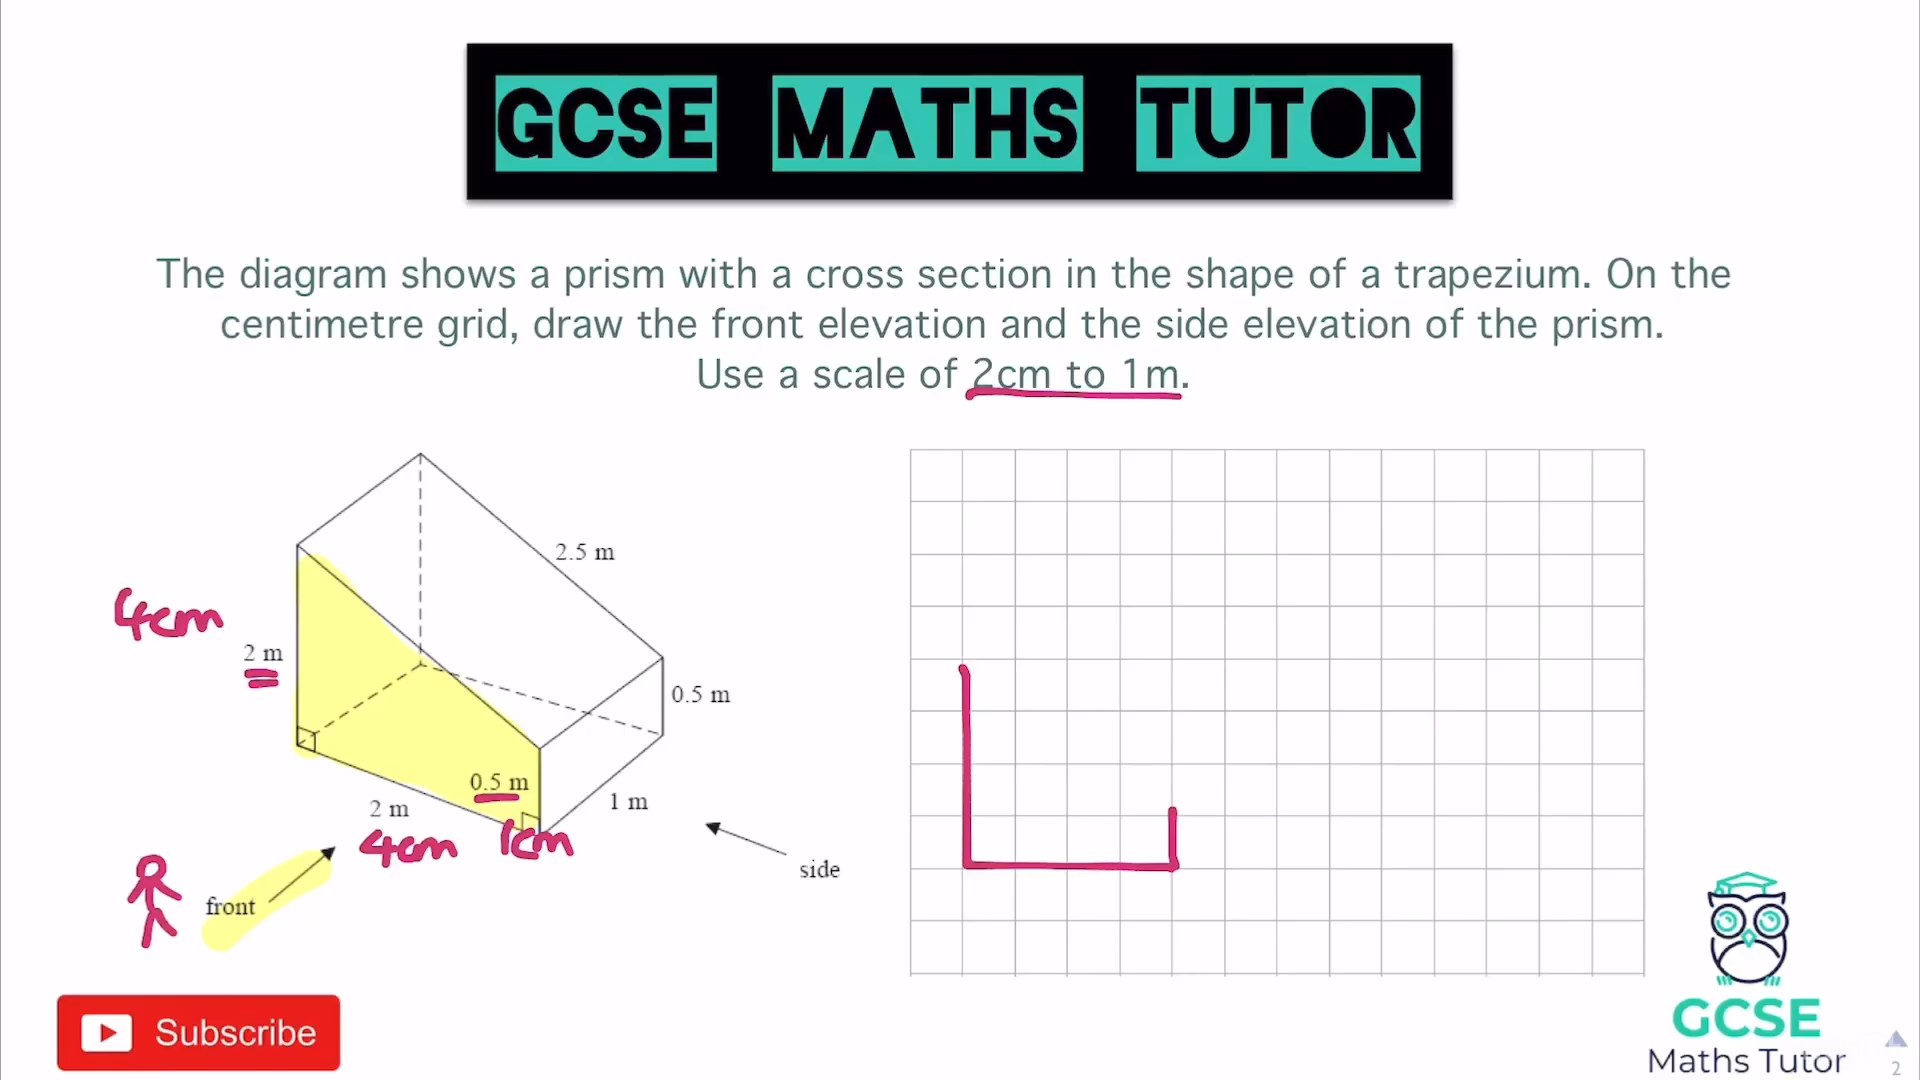 GCSE MATHS TUTOR
The diagram shows a prism with a cross section in the shape of a trapezium. On the
centimetre grid, draw the front elevation and the side elevation of the prism.
Use a scale of 2cm to 1m.
2.5 m
4cm
2 m
0.5 m
0.5 m
1 m
2 m
4cm 1cm
side
front
Subscribe
GCSE
Maths Tutor
2